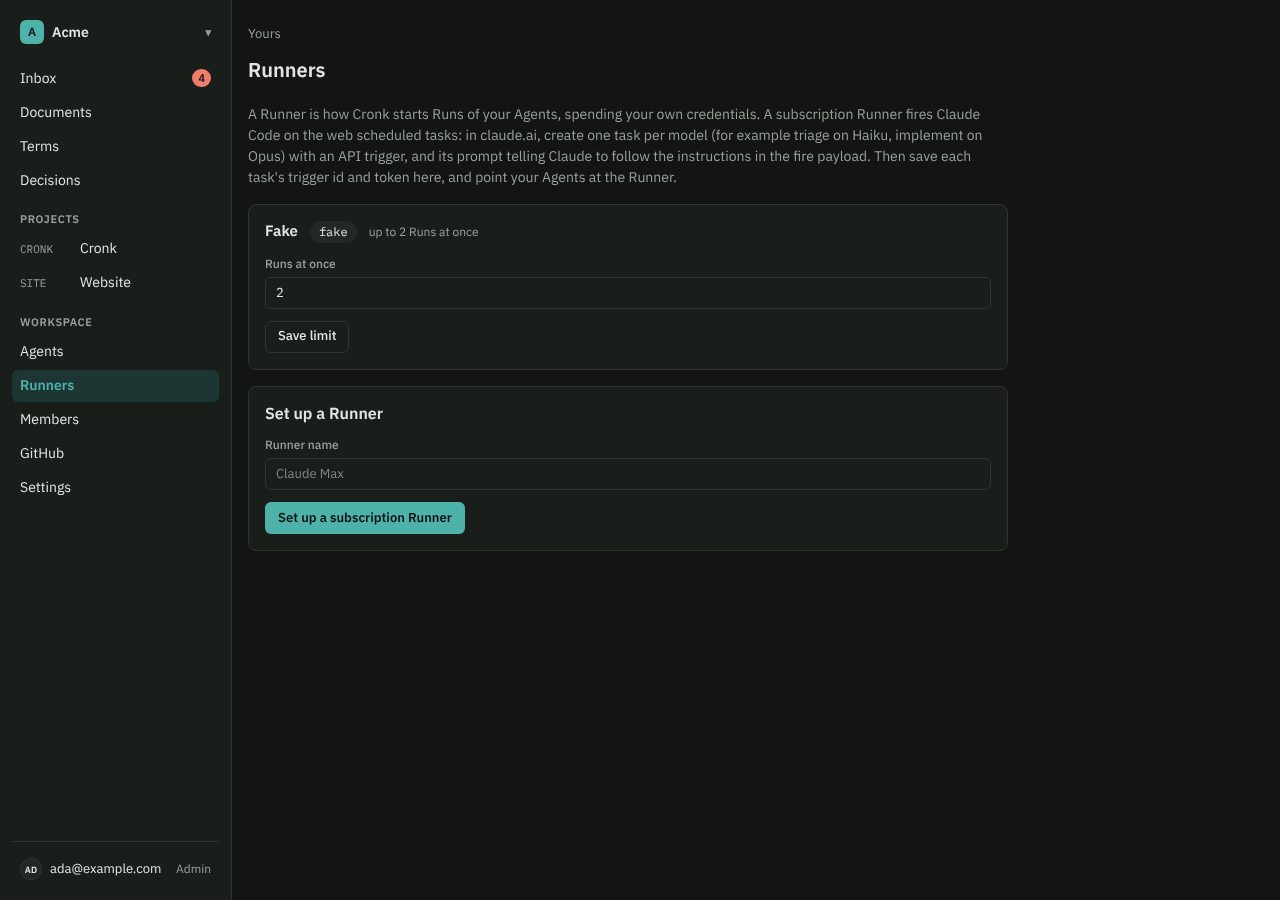 A Acme ▾
Inbox 4
Documents
Terms
Decisions
PROJECTS
CRONK Cronk
SITE Website
WORKSPACE
Agents
Runners
Members
GitHub
Settings
AD ada@example.com Admin
Yours
Runners
A Runner is how Cronk starts Runs of your Agents, spending your own credentials. A subscription Runner fires Claude
Code on the web scheduled tasks: in claude.ai, create one task per model (for example triage on Haiku, implement on
Opus) with an API trigger, and its prompt telling Claude to follow the instructions in the fire payload. Then save each
task's trigger id and token here, and point your Agents at the Runner.
Fake fake up to 2 Runs at once
Runs at once
2
Save limit
Set up a Runner
Runner name
Claude Max
Set up a subscription Runner